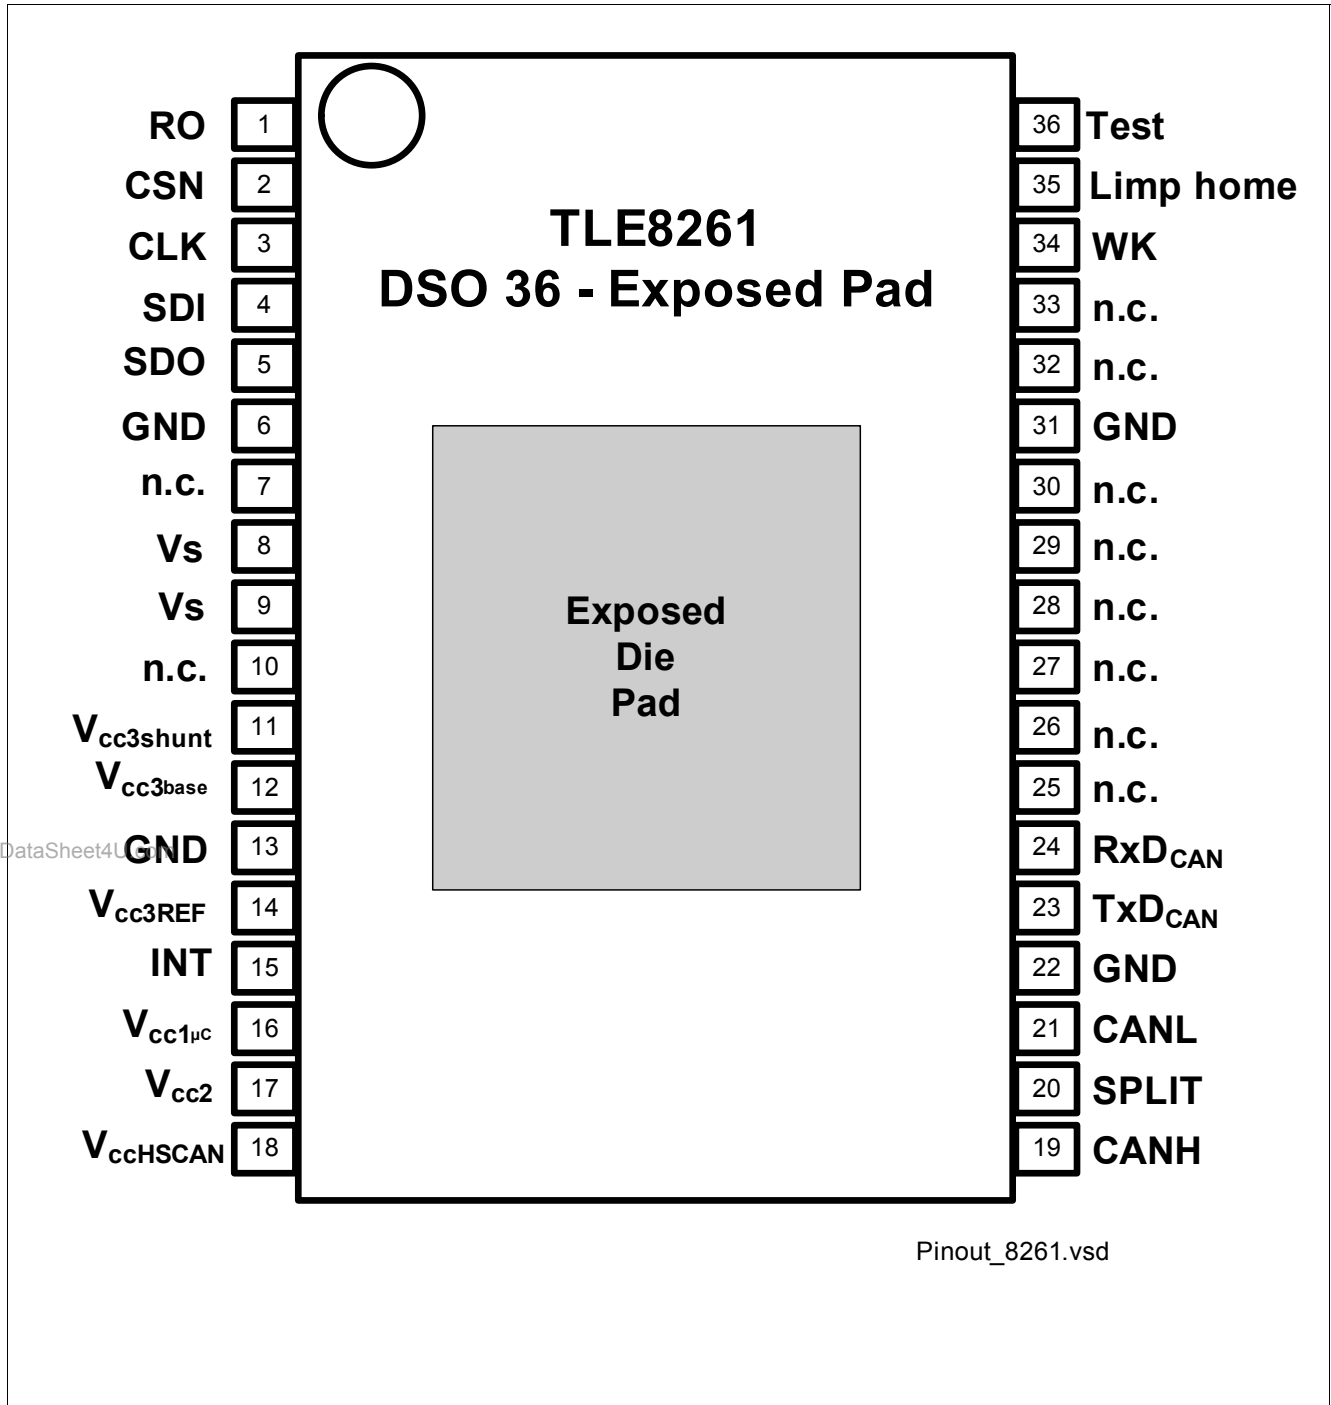 RO 1
CSN 2
CLK 3
SDI 4
SDO 5
GND 6
n.c. 7
Vs 8
Vs 9
n.c. 10
Vcc3shunt 11
Vcc3base 12
GND 13
Vcc3REF 14
INT 15
Vcc1µC 16
Vcc2 17
VccHSCAN 18
TLE8261
DSO 36 - Exposed Pad
Exposed
Die
Pad
36 Test
35 Limp home
34 WK
33 n.c.
32 n.c.
31 GND
30 n.c.
29 n.c.
28 n.c.
27 n.c.
26 n.c.
25 n.c.
24 RxDCAN
23 TxDCAN
22 GND
21 CANL
20 SPLIT
19 CANH
DataSheet4U.com
Pinout_8261.vsd